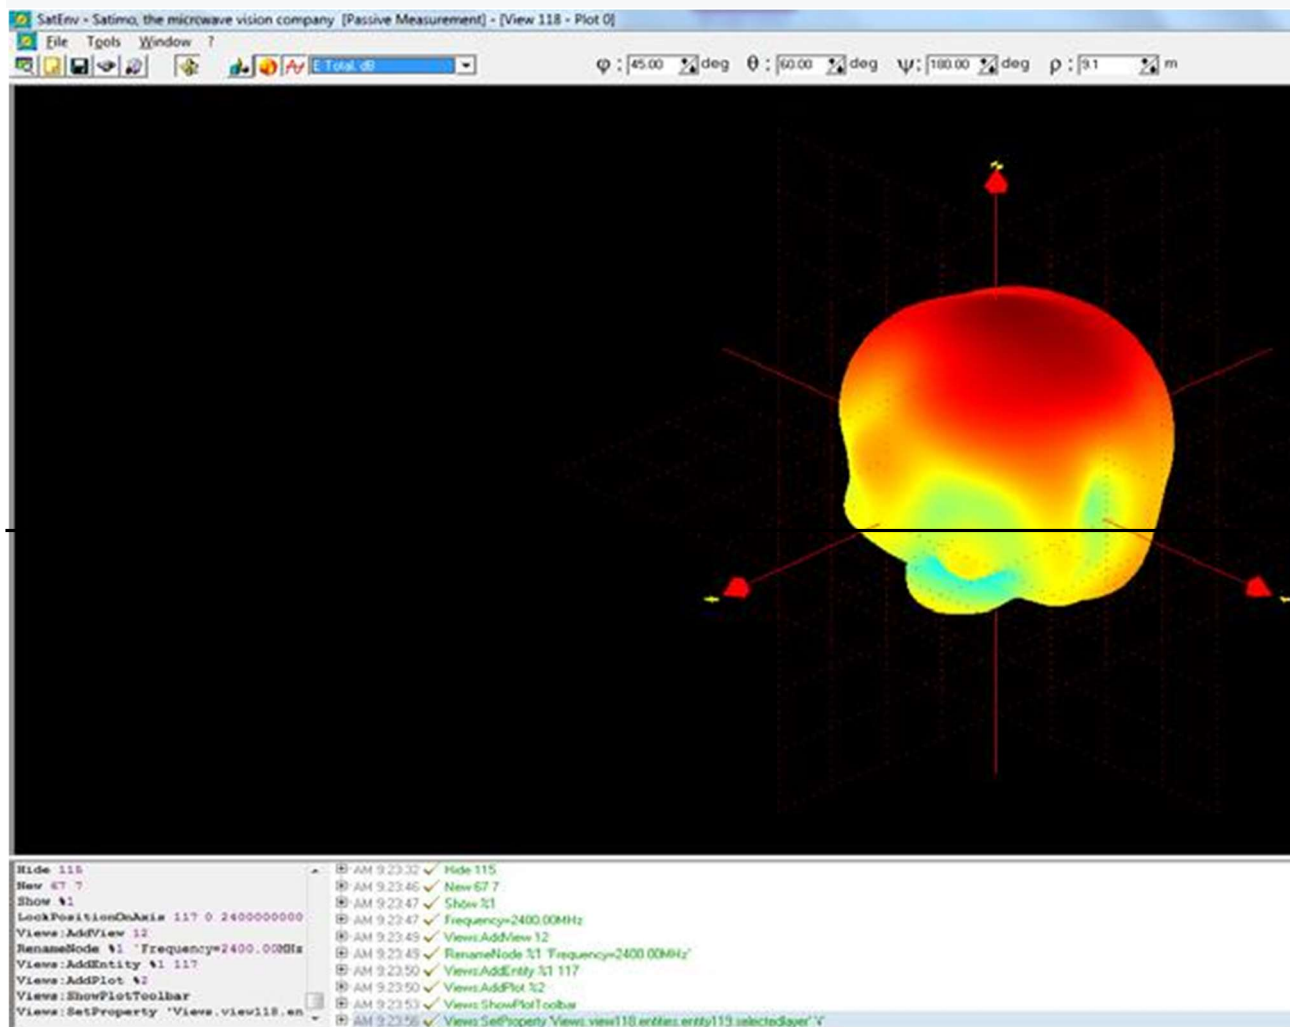 SatEnv - Satimo, the microwave vision company [Passive Measurement] - [View 118 - Plot 0]
File Tools Window ?
E Total. dB φ : 45.00 deg θ : 60.00 deg ψ : 180.00 deg ρ : 9.1 m
Hide 115
New 67 7
Show %1
LockPositionOnAxis 117 0 2400000000
Views:AddView 12
RenameNode %1 'Frequency=2400.00MHz
Views:AddEntity %1 117
Views:AddPlot %2
Views:ShowPlotToolbar
Views:SetProperty 'Views.view118.en
AM 9:23:32 Hide 115
AM 9:23:46 New 67 7
AM 9:23:47 Show %1
AM 9:23:47 Frequency=2400.00MHz
AM 9:23:49 Views:AddView 12
AM 9:23:49 RenameNode %1 'Frequency=2400.00MHz'
AM 9:23:50 Views:AddEntity %1 117
AM 9:23:50 Views:AddPlot %2
AM 9:23:53 Views:ShowPlotToolbar
AM 9:23:56 Views:SetProperty 'Views.view118.entities.entity119.selectedlayer'